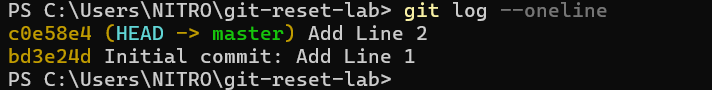 PS C:\Users\NITRO\git-reset-lab> git log --oneline
c0e58e4 (HEAD -> master) Add Line 2
bd3e24d Initial commit: Add Line 1
PS C:\Users\NITRO\git-reset-lab>